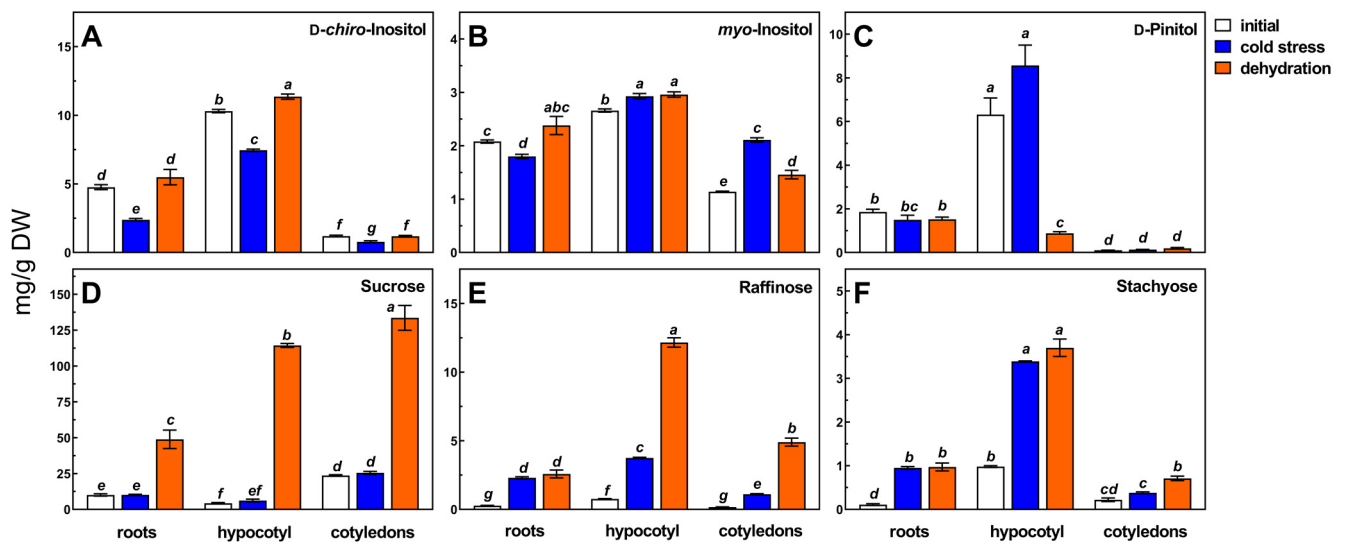 A
D-chiro-Inositol
15
10
5
0
d
e
d
b
c
a
f
g
f
B
myo-Inositol
4
3
2
1
0
c
d
abc
b
a
a
e
c
d
C
D-Pinitol
10
8
6
4
2
0
b
bc
b
a
a
c
d
d
d
initial
cold stress
dehydration
mg/g DW
D
Sucrose
150
125
100
75
50
25
0
e
e
c
f
ef
b
d
d
a
roots
hypocotyl
cotyledons
E
Raffinose
15
10
5
0
g
d
d
f
c
a
g
e
b
roots
hypocotyl
cotyledons
F
Stachyose
5
4
3
2
1
0
d
b
b
b
a
a
cd
c
b
roots
hypocotyl
cotyledons